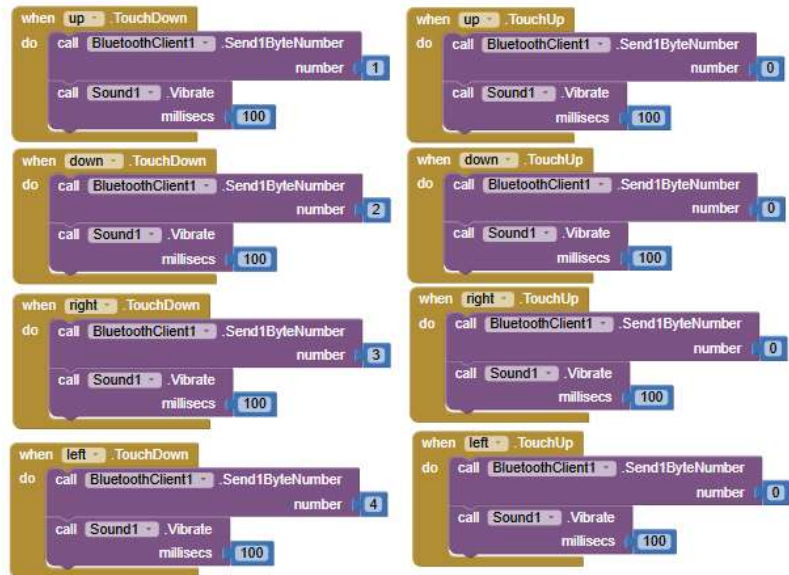 when up .TouchDown
do call BluetoothClient1 .Send1ByteNumber
number 1
call Sound1 .Vibrate
millisecs 100
when up .TouchUp
do call BluetoothClient1 .Send1ByteNumber
number 0
call Sound1 .Vibrate
millisecs 100
when down .TouchDown
do call BluetoothClient1 .Send1ByteNumber
number 2
call Sound1 .Vibrate
millisecs 100
when down .TouchUp
do call BluetoothClient1 .Send1ByteNumber
number 0
call Sound1 .Vibrate
millisecs 100
when right .TouchDown
do call BluetoothClient1 .Send1ByteNumber
number 3
call Sound1 .Vibrate
millisecs 100
when right .TouchUp
do call BluetoothClient1 .Send1ByteNumber
number 0
call Sound1 .Vibrate
millisecs 100
when left .TouchDown
do call BluetoothClient1 .Send1ByteNumber
number 4
call Sound1 .Vibrate
millisecs 100
when left .TouchUp
do call BluetoothClient1 .Send1ByteNumber
number 0
call Sound1 .Vibrate
millisecs 100